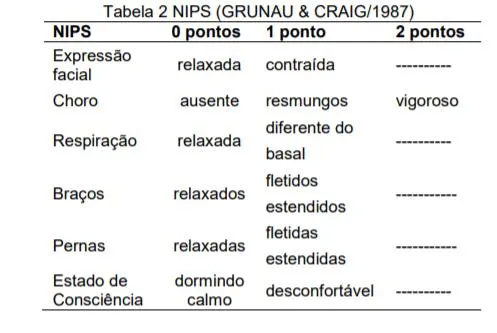 Tabela 2 NIPS (GRUNAU & CRAIG/1987)
NIPS 0 pontos 1 ponto 2 pontos
Expressão facial relaxada contraída ----------
Choro ausente resmungos vigoroso
Respiração relaxada diferente do basal ----------
Braços relaxados fletidos estendidos -----------
Pernas relaxadas fletidas estendidas -----------
Estado de Consciência dormindo calmo desconfortável ----------